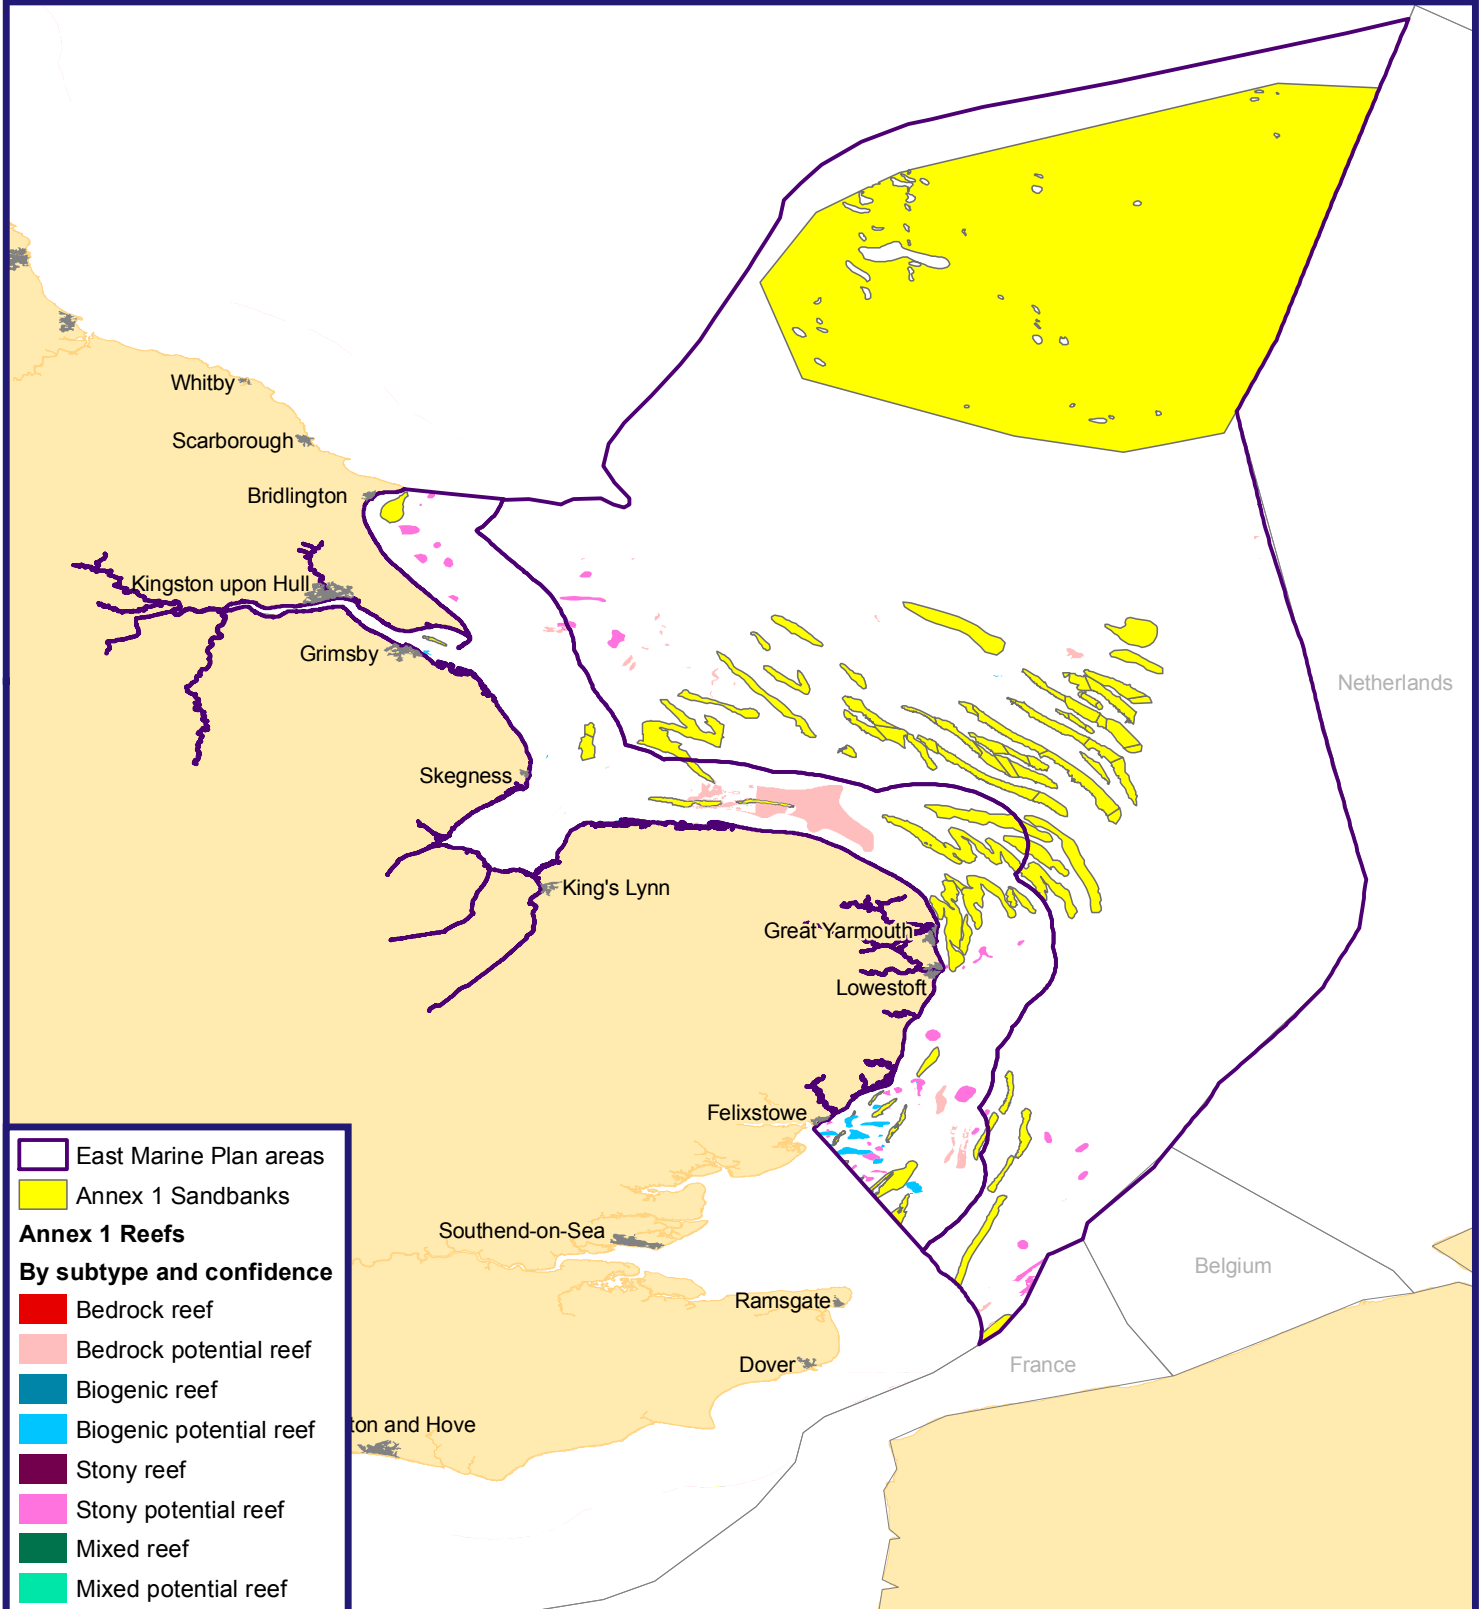 Whitby
Scarborough
Bridlington
Kingston upon Hull
Grimsby
Netherlands
Skegness
King's Lynn
Great Yarmouth
Lowestoft
Felixstowe
Southend-on-Sea
Belgium
Ramsgate
Dover
France
ton and Hove
East Marine Plan areas
Annex 1 Sandbanks
Annex 1 Reefs
By subtype and confidence
Bedrock reef
Bedrock potential reef
Biogenic reef
Biogenic potential reef
Stony reef
Stony potential reef
Mixed reef
Mixed potential reef